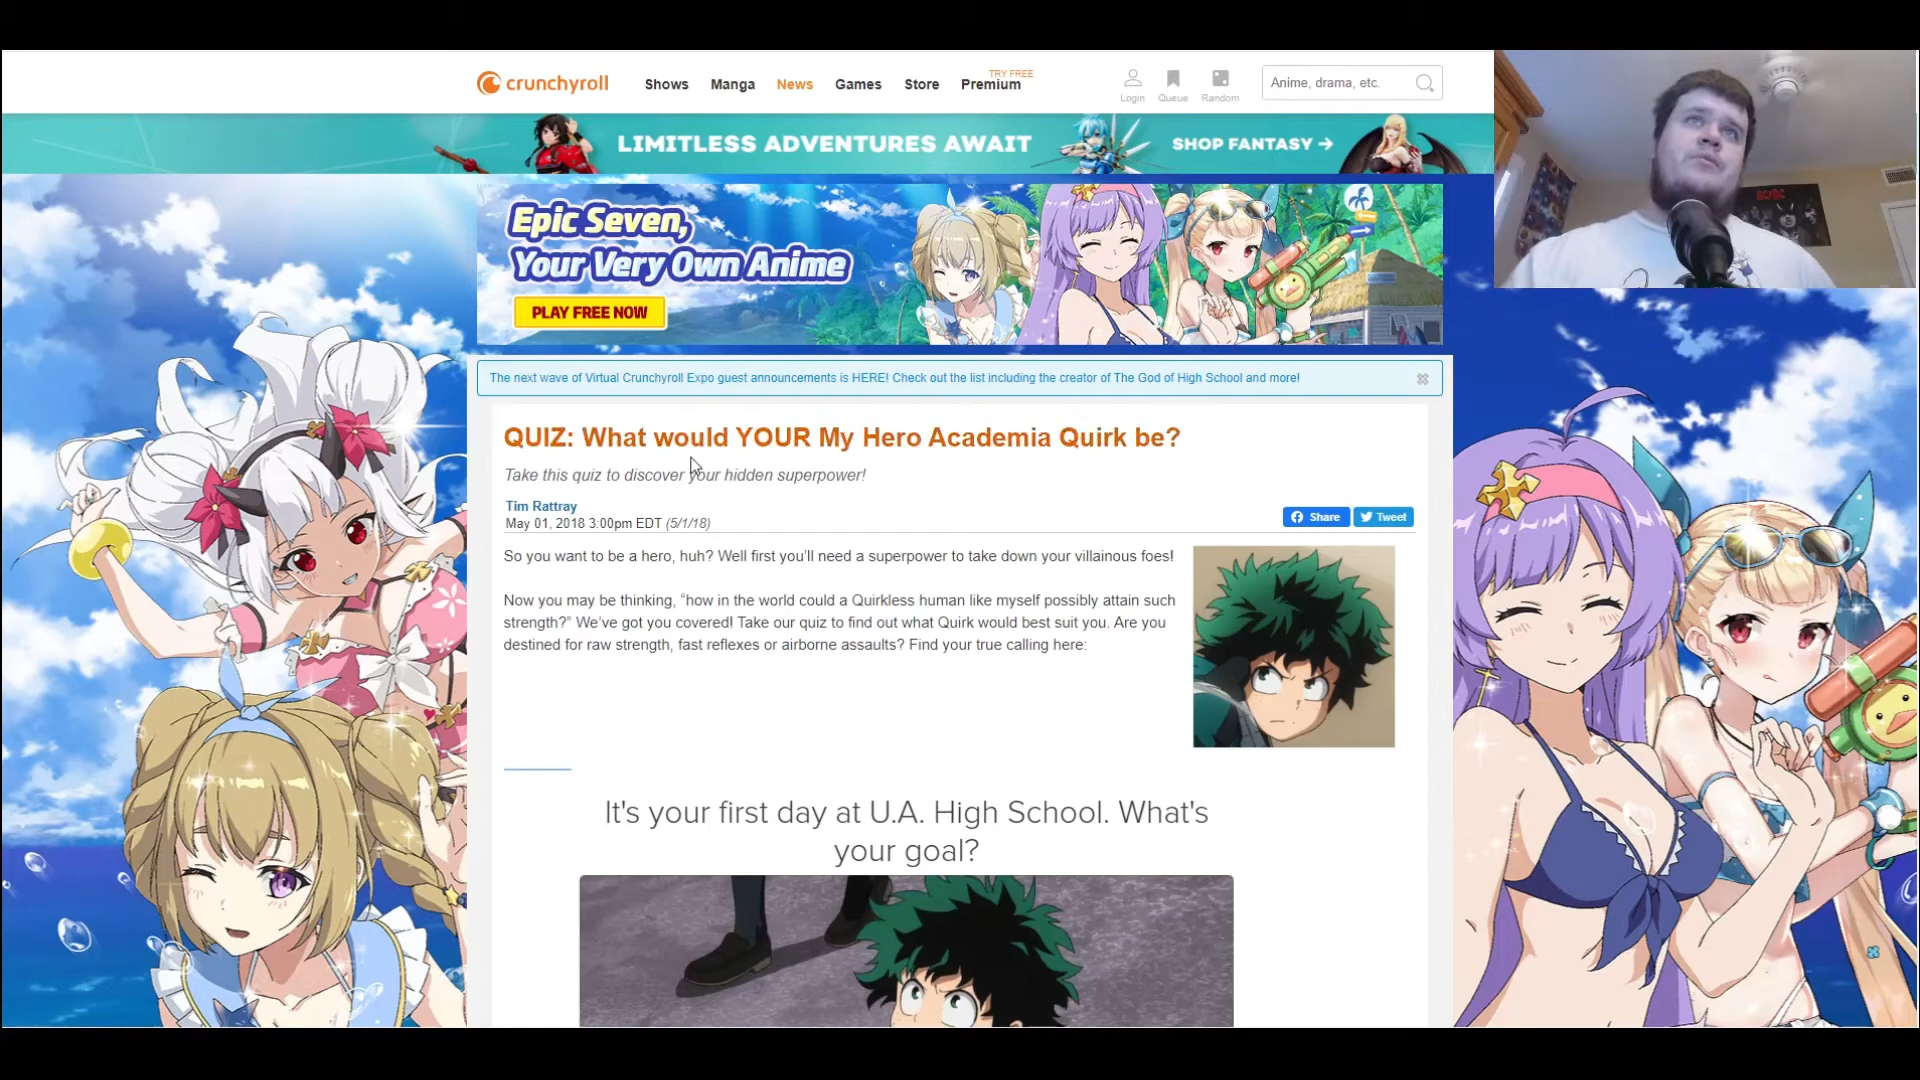 crunchyroll
Shows
Manga
News
Games
Store
TRY FREE
Premium
Login
Queue
Random
Anime, drama, etc.
LIMITLESS ADVENTURES AWAIT
SHOP FANTASY →
Epic Seven,
Your Very Own Anime
PLAY FREE NOW
The next wave of Virtual Crunchyroll Expo guest announcements is HERE! Check out the list including the creator of The God of High School and more!
QUIZ: What would YOUR My Hero Academia Quirk be?
Take this quiz to discover your hidden superpower!
Tim Rattray
May 01, 2018 3:00pm EDT (5/1/18)
Share
Tweet
So you want to be a hero, huh? Well first you’ll need a superpower to take down your villainous foes!
Now you may be thinking, “how in the world could a Quirkless human like myself possibly attain such
strength?” We’ve got you covered! Take our quiz to find out what Quirk would best suit you. Are you
destined for raw strength, fast reflexes or airborne assaults? Find your true calling here:
It's your first day at U.A. High School. What's
your goal?
AC/DC